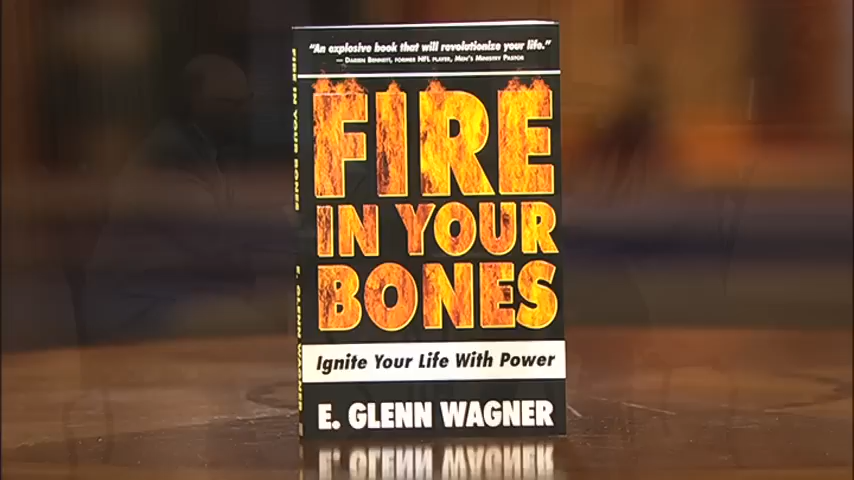 "An explosive book that will revolutionize your life."
— Darren Bennett, former NFL player, Men's Ministry Pastor
FIRE
IN YOUR
BONES
Ignite Your Life With Power
E. GLENN WAGNER
FIRE IN YOUR BONES
E. GLENN WAGNER